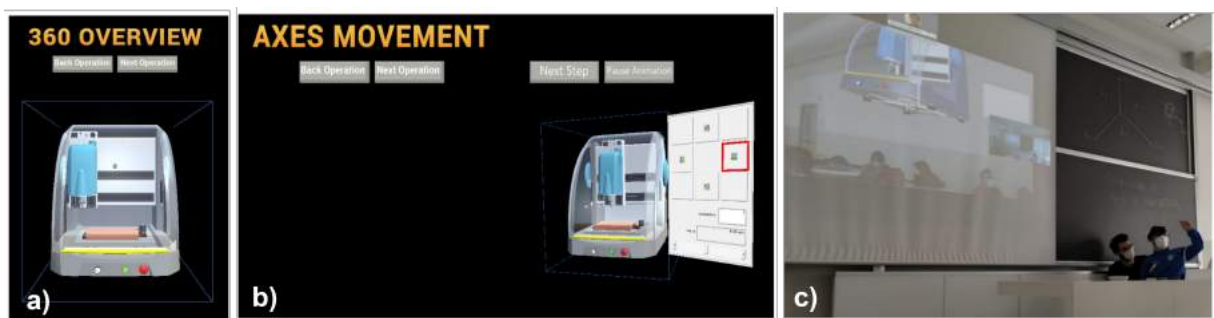 360 OVERVIEW
Back Operation Next Operation
a)
AXES MOVEMENT
Back Operation Next Operation
Next Step Pause Animation
b)
c)